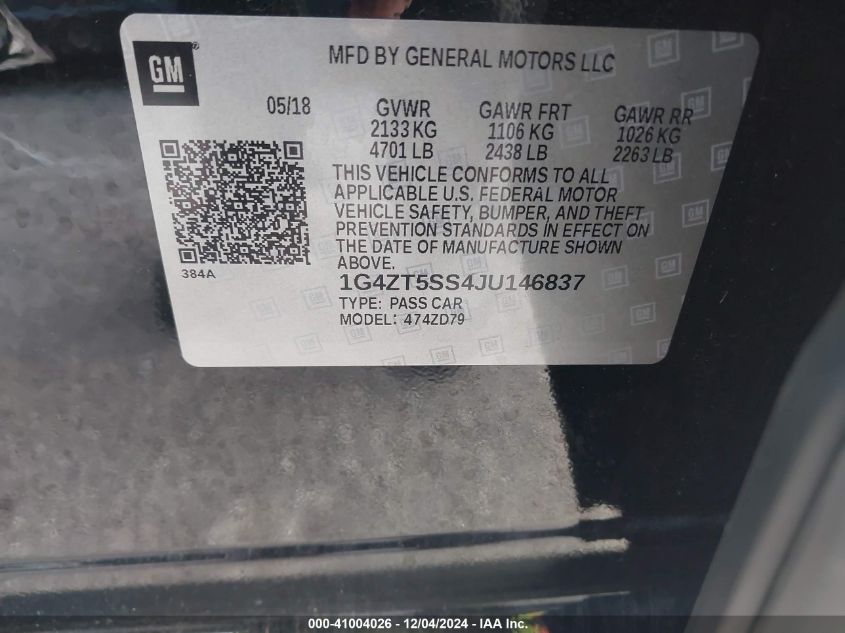 GM
MFD BY GENERAL MOTORS LLC
05/18 GVWR GAWR FRT GAWR RR
2133 KG 1106 KG 1026 KG
4701 LB 2438 LB 2263 LB
THIS VEHICLE CONFORMS TO ALL
APPLICABLE U.S. FEDERAL MOTOR
VEHICLE SAFETY, BUMPER, AND THEFT
PREVENTION STANDARDS IN EFFECT ON
THE DATE OF MANUFACTURE SHOWN
ABOVE.
384A
1G4ZT5SS4JU146837
TYPE: PASS CAR
MODEL: 474ZD79
000-41004026 - 12/04/2024 - IAA Inc.